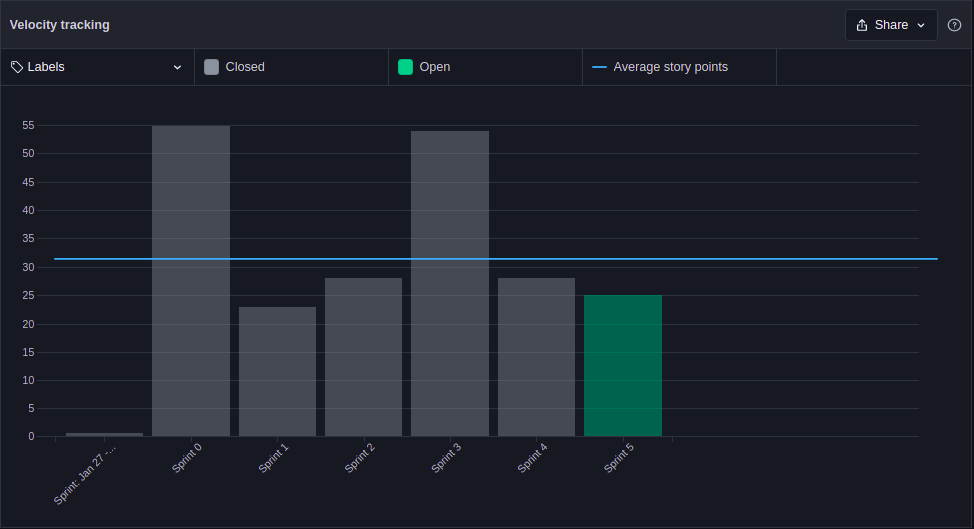 Velocity tracking
Share
Labels
Closed
Open
Average story points
55
50
45
40
35
30
25
20
15
10
5
0
Sprint: Jan 27 -...
Sprint 0
Sprint 1
Sprint 2
Sprint 3
Sprint 4
Sprint 5